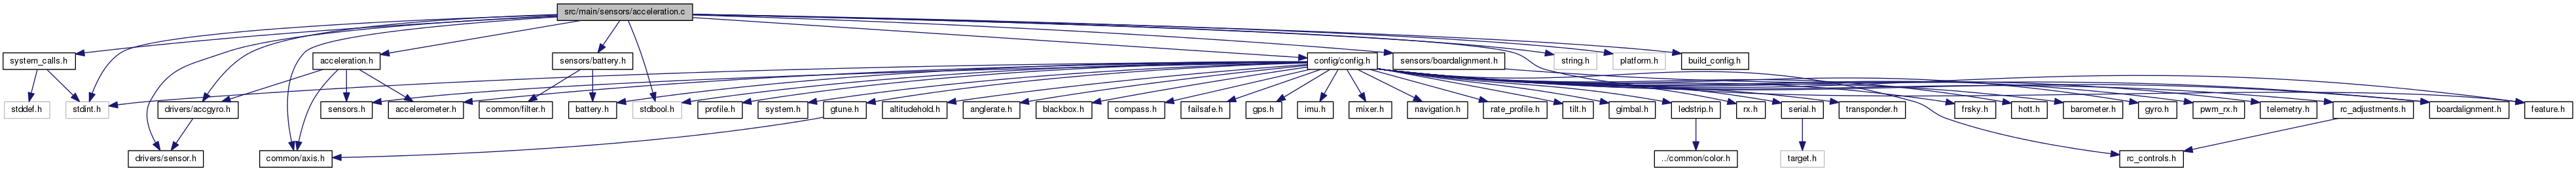 src/main/sensors/acceleration.c
system_calls.h
acceleration.h
sensors/battery.h
config/config.h
sensors/boardalignment.h
string.h
platform.h
build_config.h
stddef.h
stdint.h
drivers/accgyro.h
sensors.h
accelerometer.h
common/filter.h
battery.h
stdbool.h
profile.h
system.h
gtune.h
altitudehold.h
anglerate.h
blackbox.h
compass.h
failsafe.h
gps.h
imu.h
mixer.h
navigation.h
rate_profile.h
tilt.h
gimbal.h
ledstrip.h
rx.h
serial.h
transponder.h
frsky.h
hott.h
barometer.h
gyro.h
pwm_rx.h
telemetry.h
rc_adjustments.h
boardalignment.h
feature.h
drivers/sensor.h
common/axis.h
../common/color.h
target.h
rc_controls.h